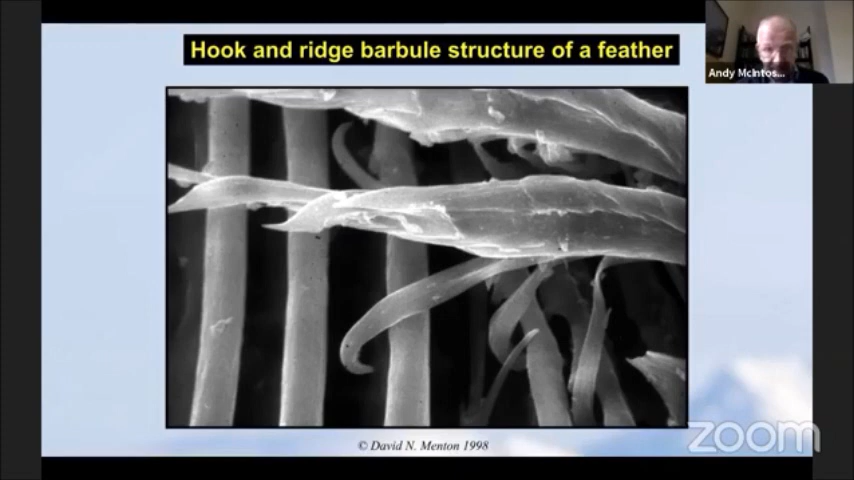 Hook and ridge barbule structure of a feather
Andy McIntos...
© David N. Menton 1998
zoom